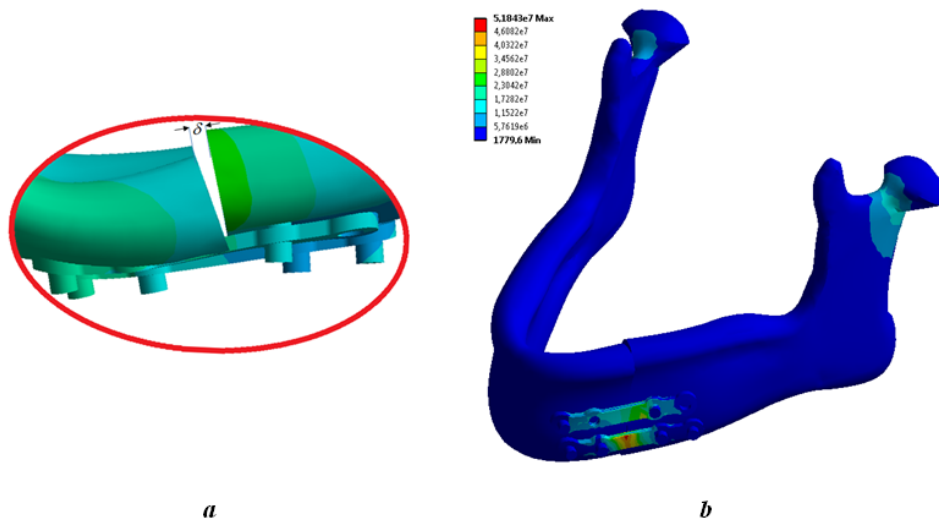 δ
5,1843e7 Max
4,6082e7
4,0322e7
3,4562e7
2,8802e7
2,3042e7
1,7282e7
1,1522e7
5,7619e6
1779,6 Min
a
b